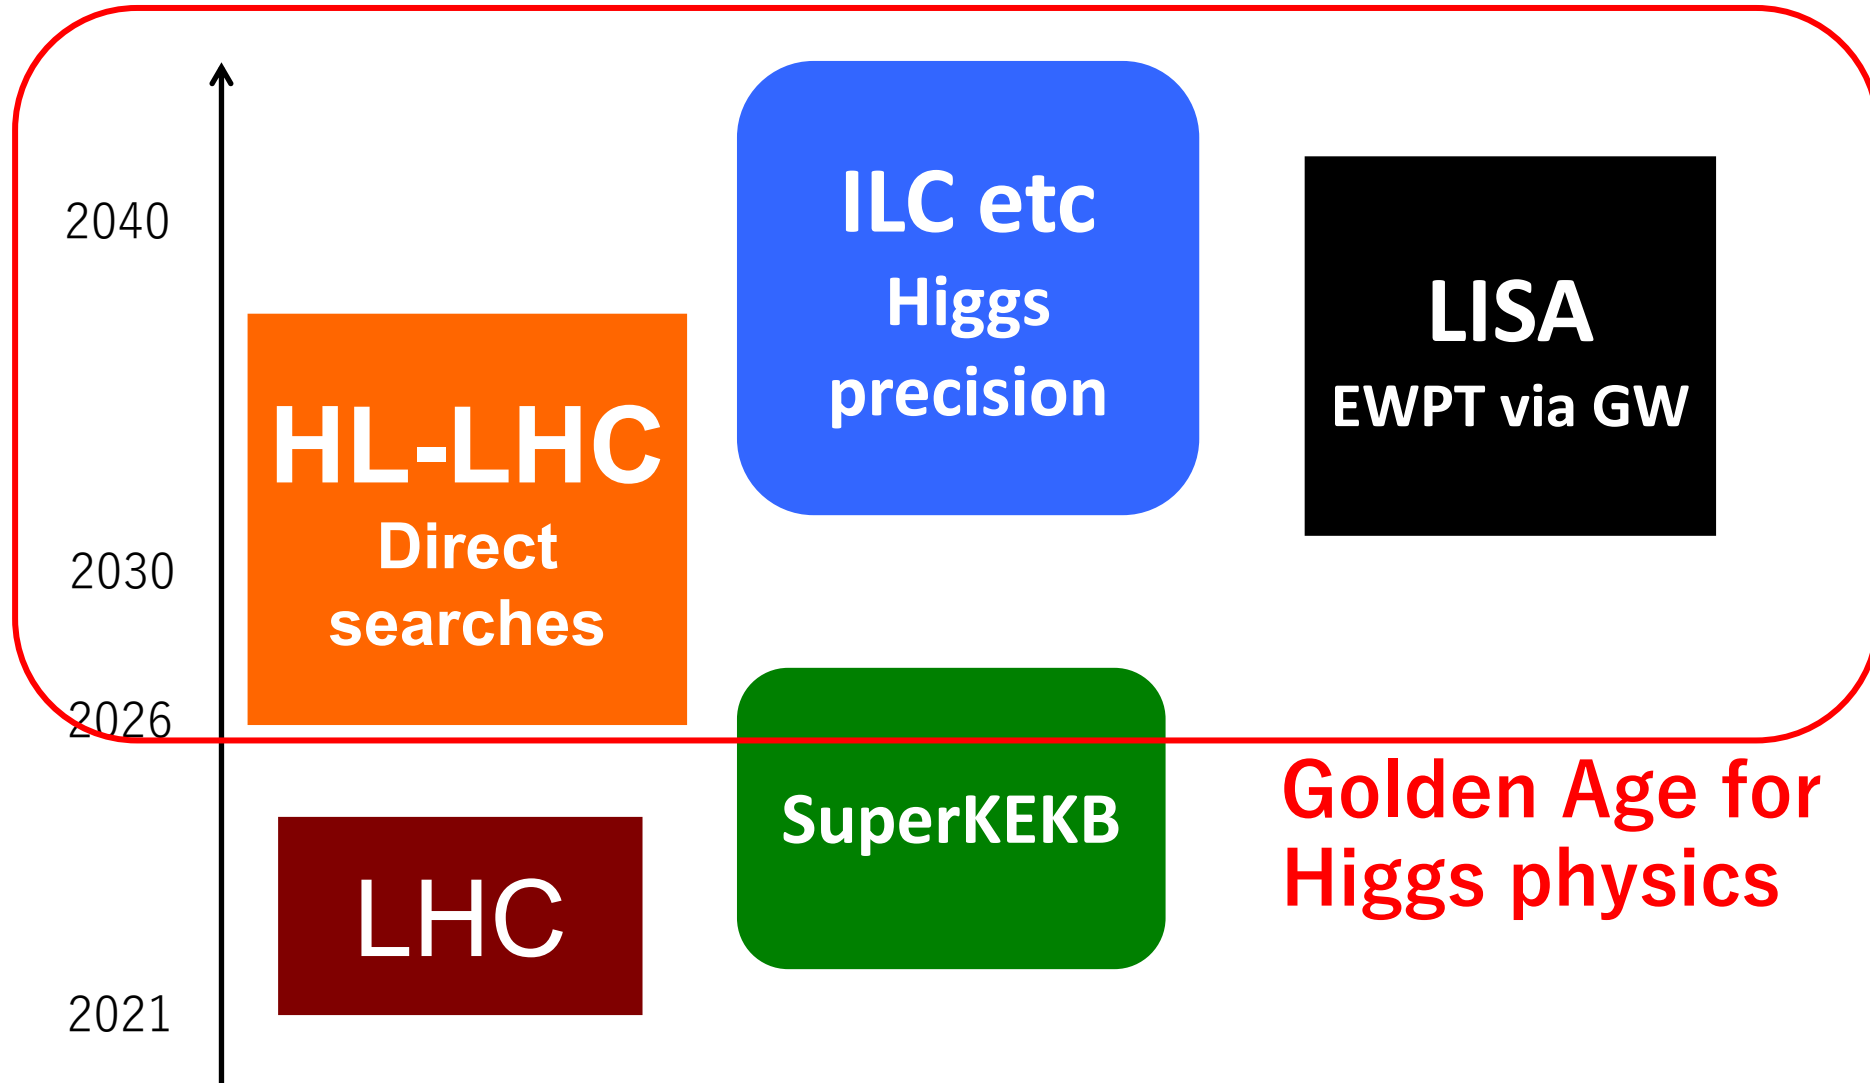 2040
2030
2026
2021
HL-LHC
Direct
searches
LHC
ILC etc
Higgs
precision
SuperKEKB
LISA
EWPT via GW
Golden Age for
Higgs physics